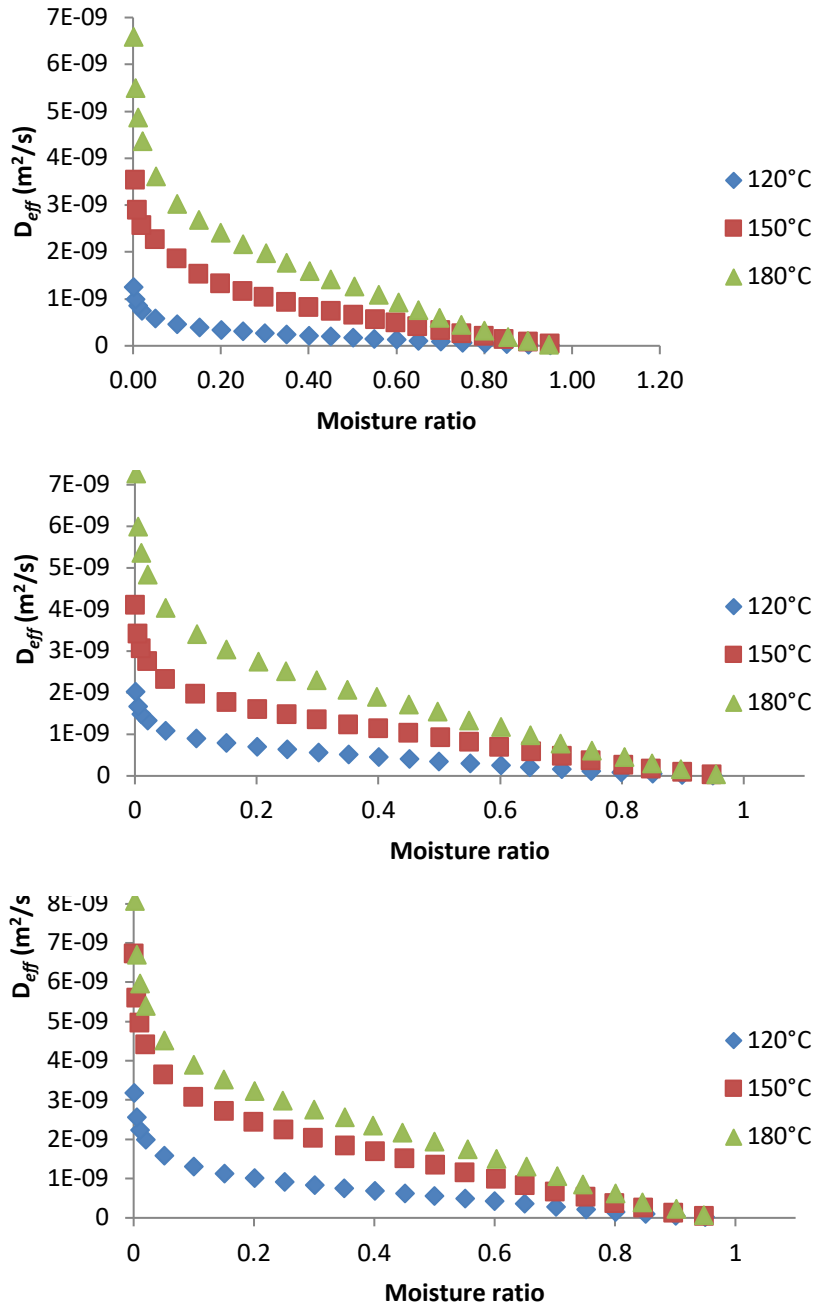 7E-09
6E-09
5E-09
4E-09
3E-09
2E-09
1E-09
0
D_eff (m²/s)
0.00 0.20 0.40 0.60 0.80 1.00 1.20
Moisture ratio
120°C
150°C
180°C
7E-09
6E-09
5E-09
4E-09
3E-09
2E-09
1E-09
0
D_eff (m²/s)
0 0.2 0.4 0.6 0.8 1
Moisture ratio
120°C
150°C
180°C
8E-09
7E-09
6E-09
5E-09
4E-09
3E-09
2E-09
1E-09
0
D_eff (m²/s
0 0.2 0.4 0.6 0.8 1
Moisture ratio
120°C
150°C
180°C